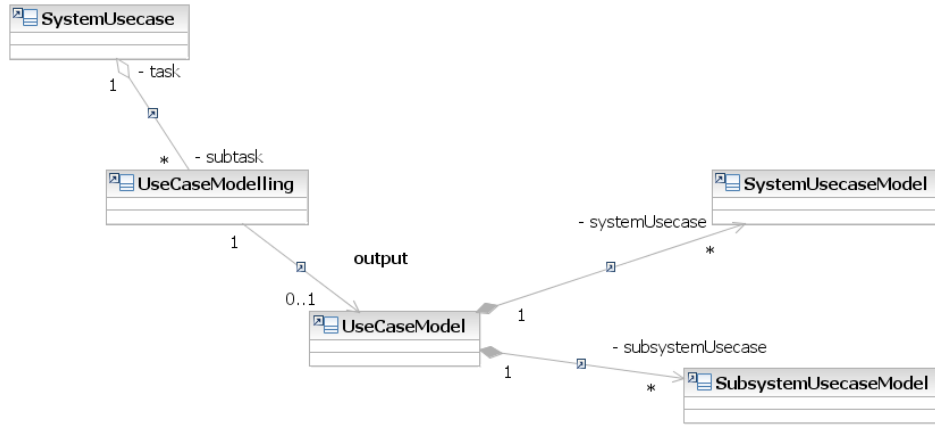 SystemUsecase
- task
1
*
- subtask
UseCaseModelling
SystemUsecaseModel
- systemUsecase
1
*
output
0..1
UseCaseModel
1
- subsystemUsecase
1
*
SubsystemUsecaseModel